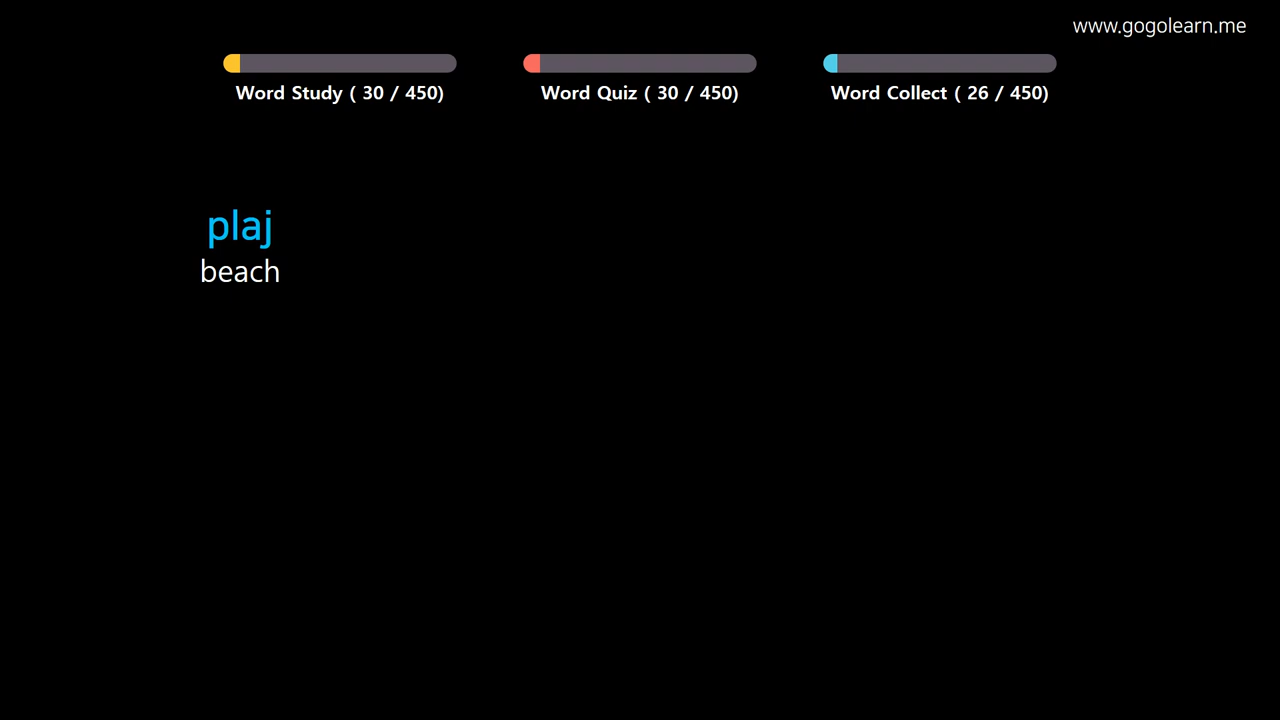 www.gogolearn.me
Word Study ( 30 / 450)
Word Quiz ( 30 / 450)
Word Collect ( 26 / 450)
plaj
beach